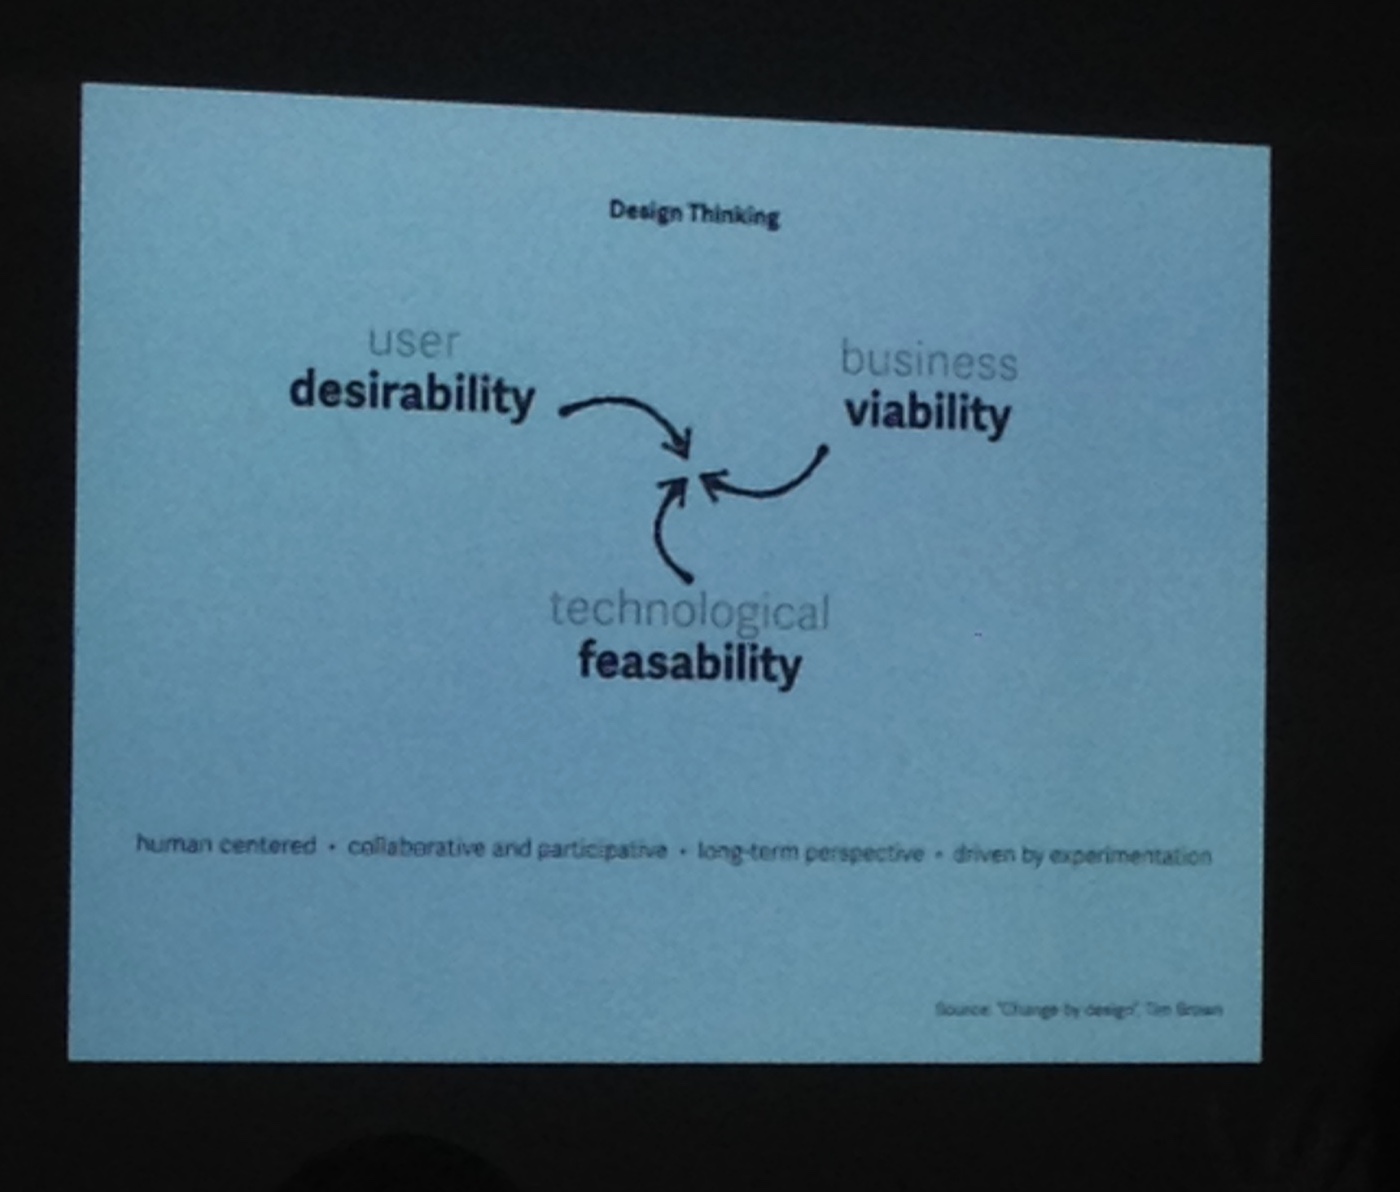 Design Thinking
user
desirability
business
viability
technological
feasability
human centered • collaborative and participative • long-term perspective • driven by experimentation
Source: "Change by design", Tim Brown